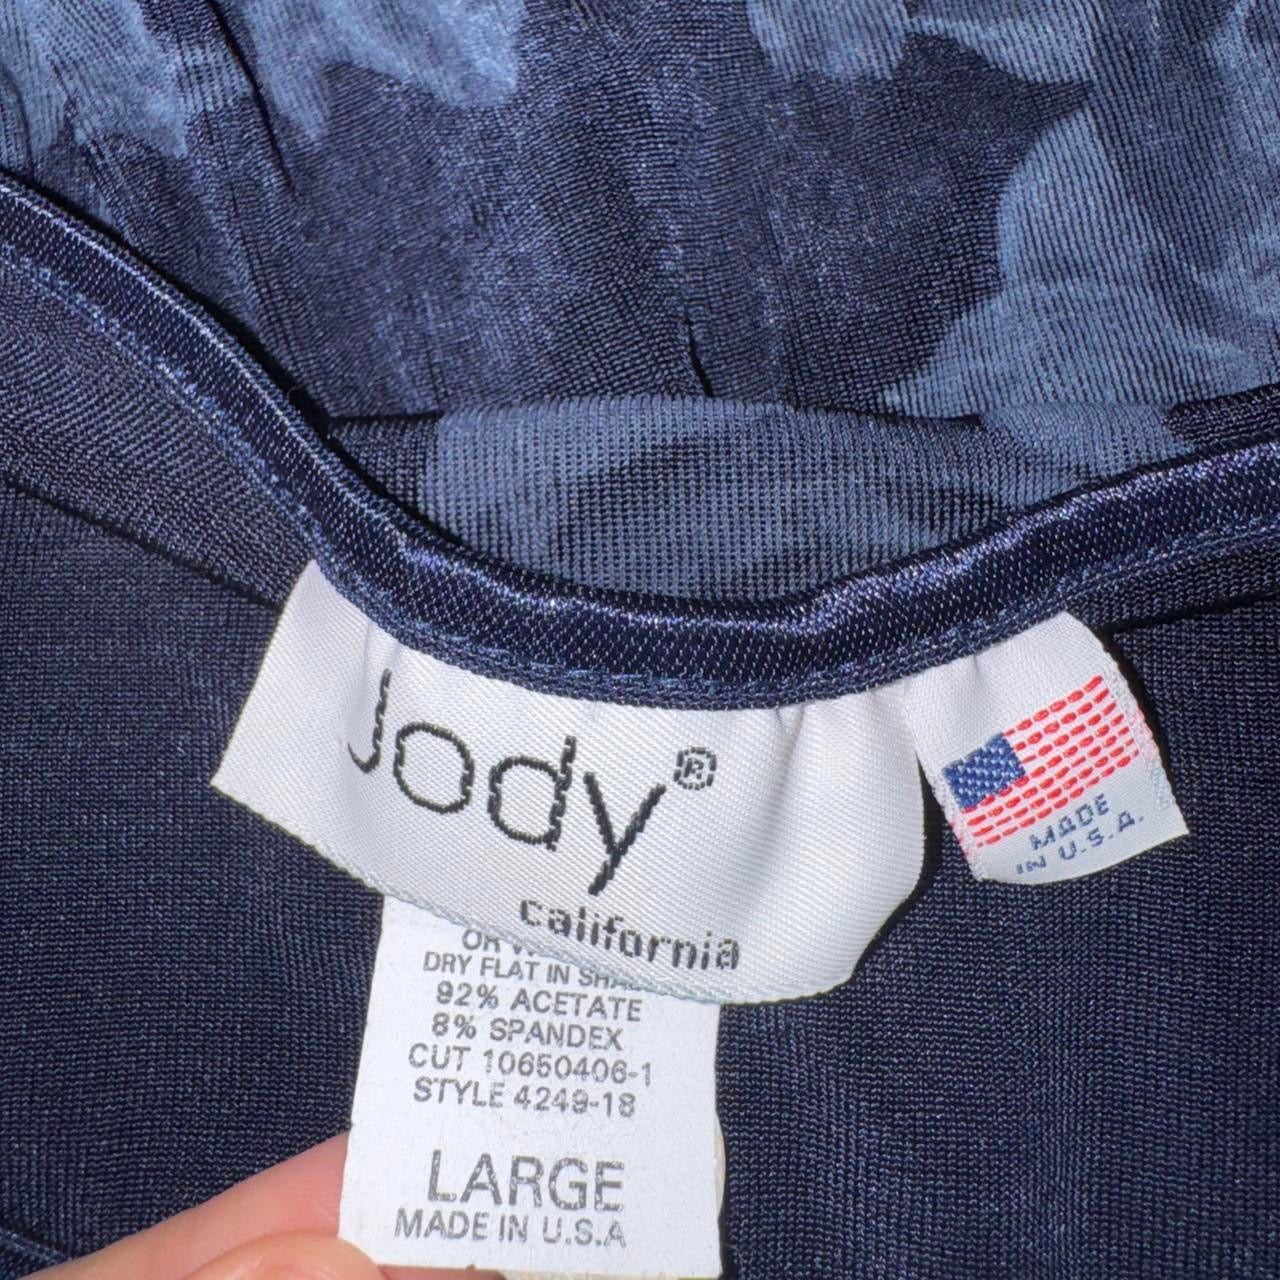 Jody®
california
MADE
IN U.S.A.
DRY FLAT IN
92% ACETATE
8% SPANDEX
CUT 10650406-1
STYLE 4249-18
LARGE
MADE IN U.S.A